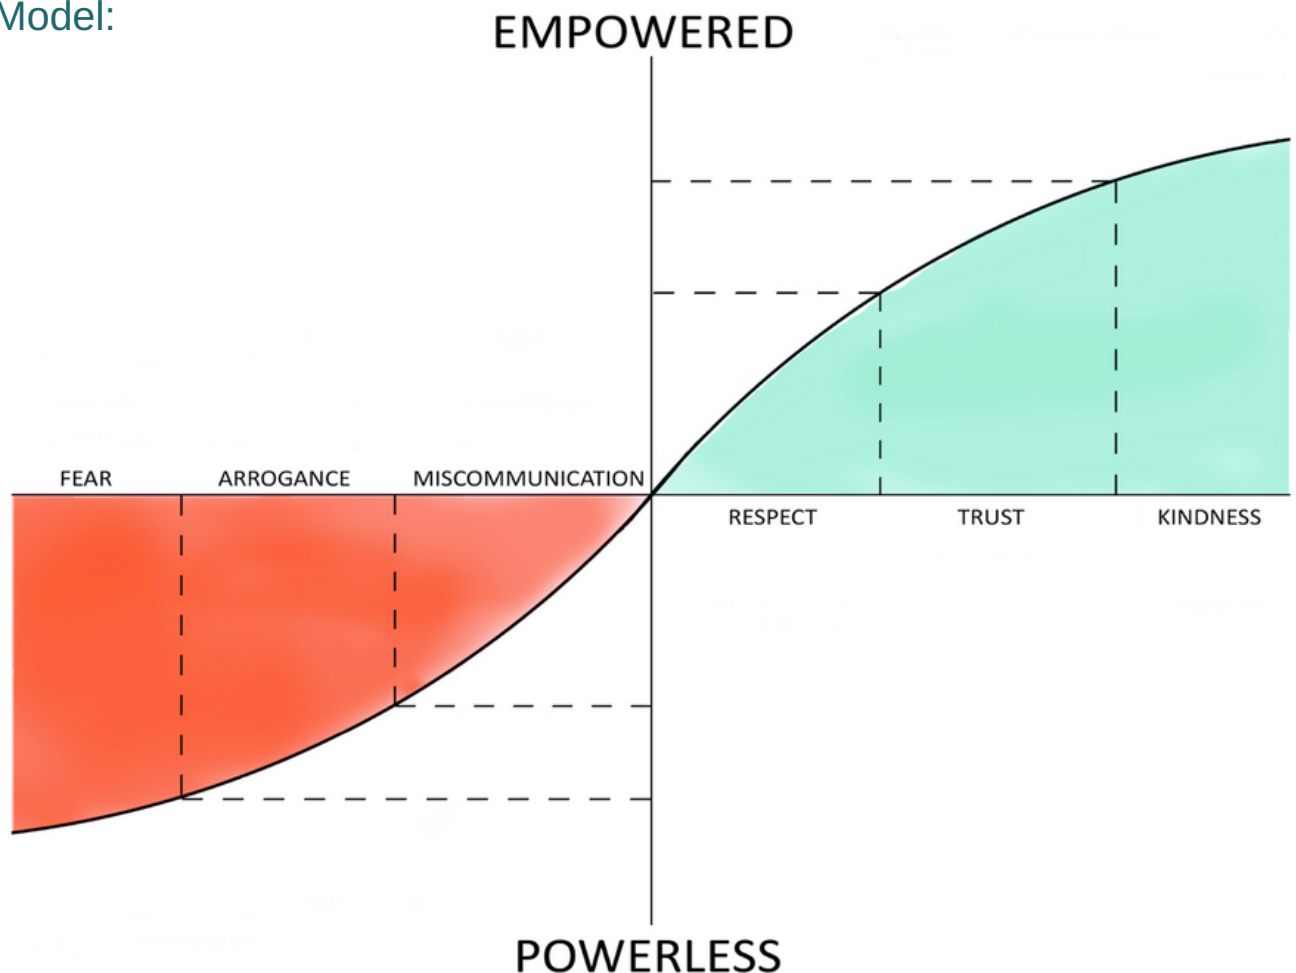 Model:
EMPOWERED
FEAR ARROGANCE MISCOMMUNICATION
RESPECT TRUST KINDNESS
POWERLESS